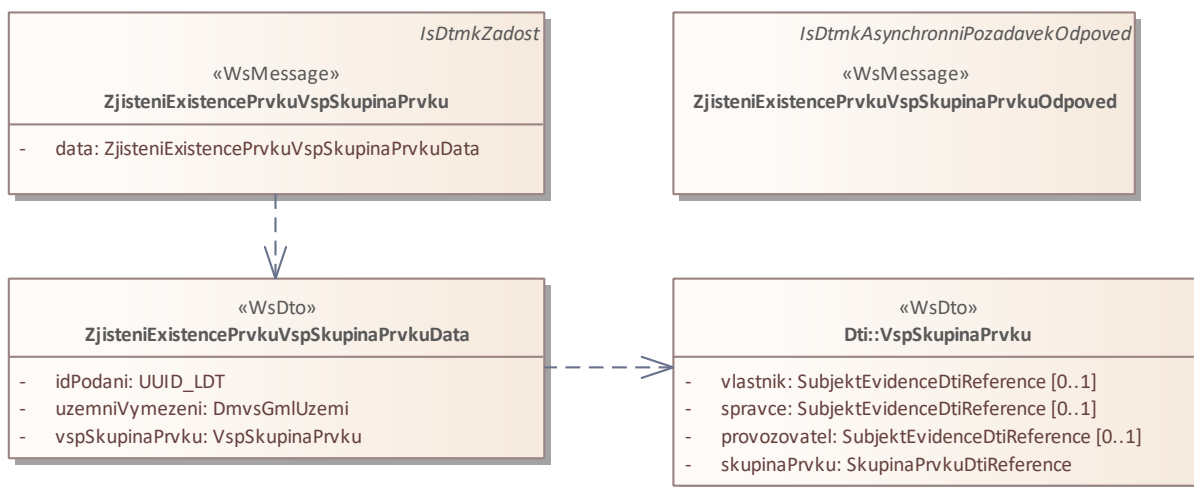 IsDtmkZadost
«WsMessage»
ZjisteniExistencePrvkuVspSkupinaPrvku
- data: ZjisteniExistencePrvkuVspSkupinaPrvkuData
IsDtmkAsynchronniPozadavekOdpoved
«WsMessage»
ZjisteniExistencePrvkuVspSkupinaPrvkuOdpoved
«WsDto»
ZjisteniExistencePrvkuVspSkupinaPrvkuData
- idPodani: UUID_LDT
- uzemniVymezeni: DmvsGmlUzemi
- vspSkupinaPrvku: VspSkupinaPrvku
«WsDto»
Dti::VspSkupinaPrvku
- vlastnik: SubjektEvidenceDtiReference [0..1]
- spravce: SubjektEvidenceDtiReference [0..1]
- provozovatel: SubjektEvidenceDtiReference [0..1]
- skupinaPrvku: SkupinaPrvkuDtiReference